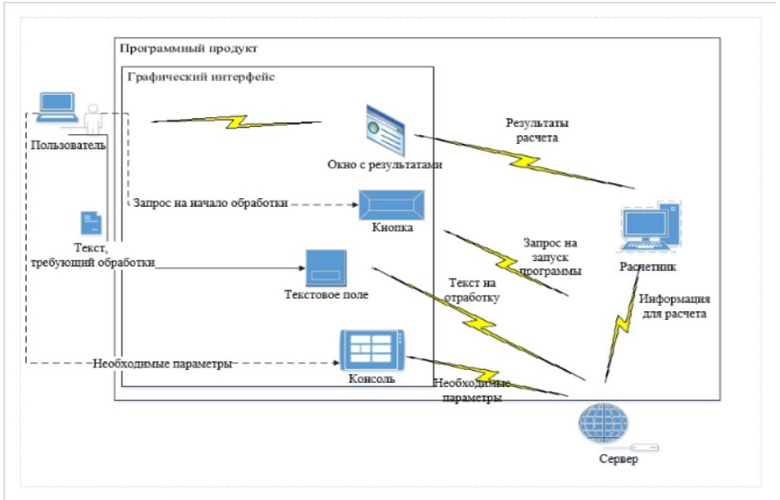 Программный продукт
Графический интерфейс
Пользователь
Окно с результатами
Результаты
расчета
Запрос на начало обработки
Кнопка
Текст,
требующий обработки
Текстовое поле
Запрос на
запуск
программы
Расчетник
Текст на
отработку
Информация
для расчета
Необходимые параметры
Консоль
Необходимые
параметры
Сервер